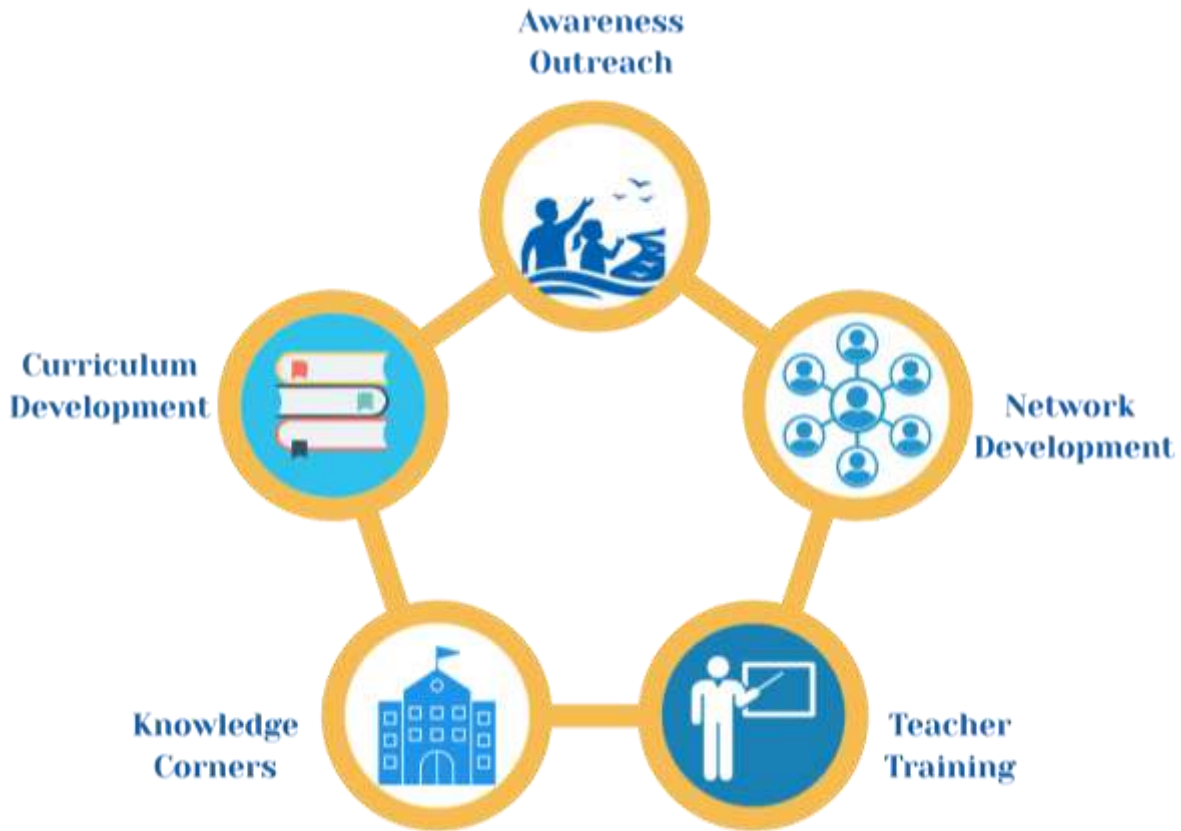 Awareness
Outreach
Curriculum
Development
Network
Development
Knowledge
Corners
Teacher
Training